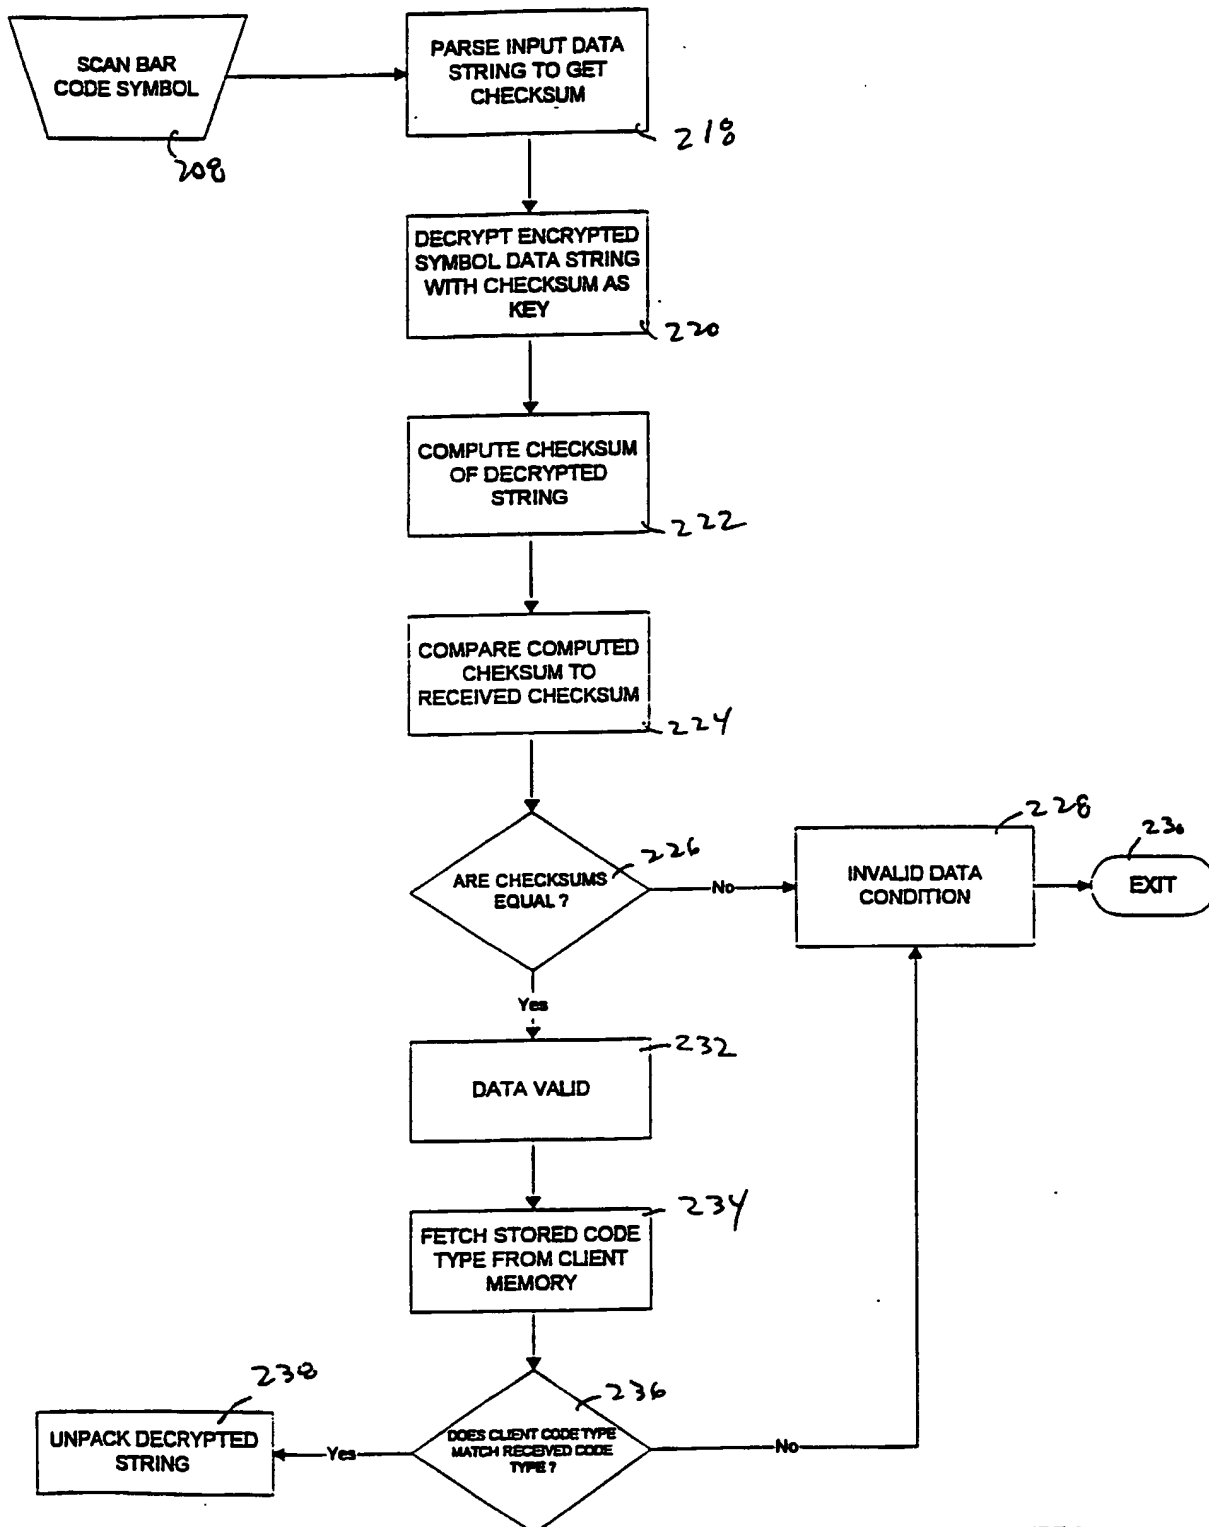 SCAN BAR
CODE SYMBOL
208
PARSE INPUT DATA
STRING TO GET
CHECKSUM
218
DECRYPT ENCRYPTED
SYMBOL DATA STRING
WITH CHECKSUM AS
KEY
220
COMPUTE CHECKSUM
OF DECRYPTED
STRING
222
COMPARE COMPUTED
CHEKSUM TO
RECEIVED CHECKSUM
224
ARE CHECKSUMS
EQUAL ?
226
No
228
INVALID DATA
CONDITION
230
EXIT
Yes
232
DATA VALID
234
FETCH STORED CODE
TYPE FROM CLIENT
MEMORY
236
DOES CLIENT CODE TYPE
MATCH RECEIVED CODE
TYPE ?
No
Yes
238
UNPACK DECRYPTED
STRING